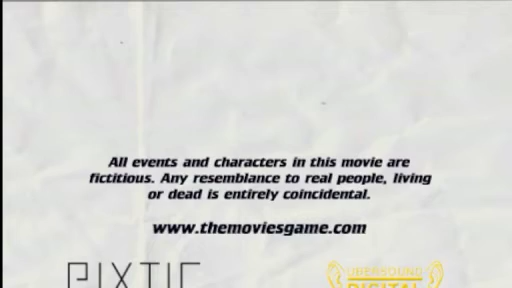 All events and characters in this movie are
fictitious. Any resemblance to real people, living
or dead is entirely coincidental.
www.themoviesgame.com
PIXTIC
UBERSOUND
DIGITAL